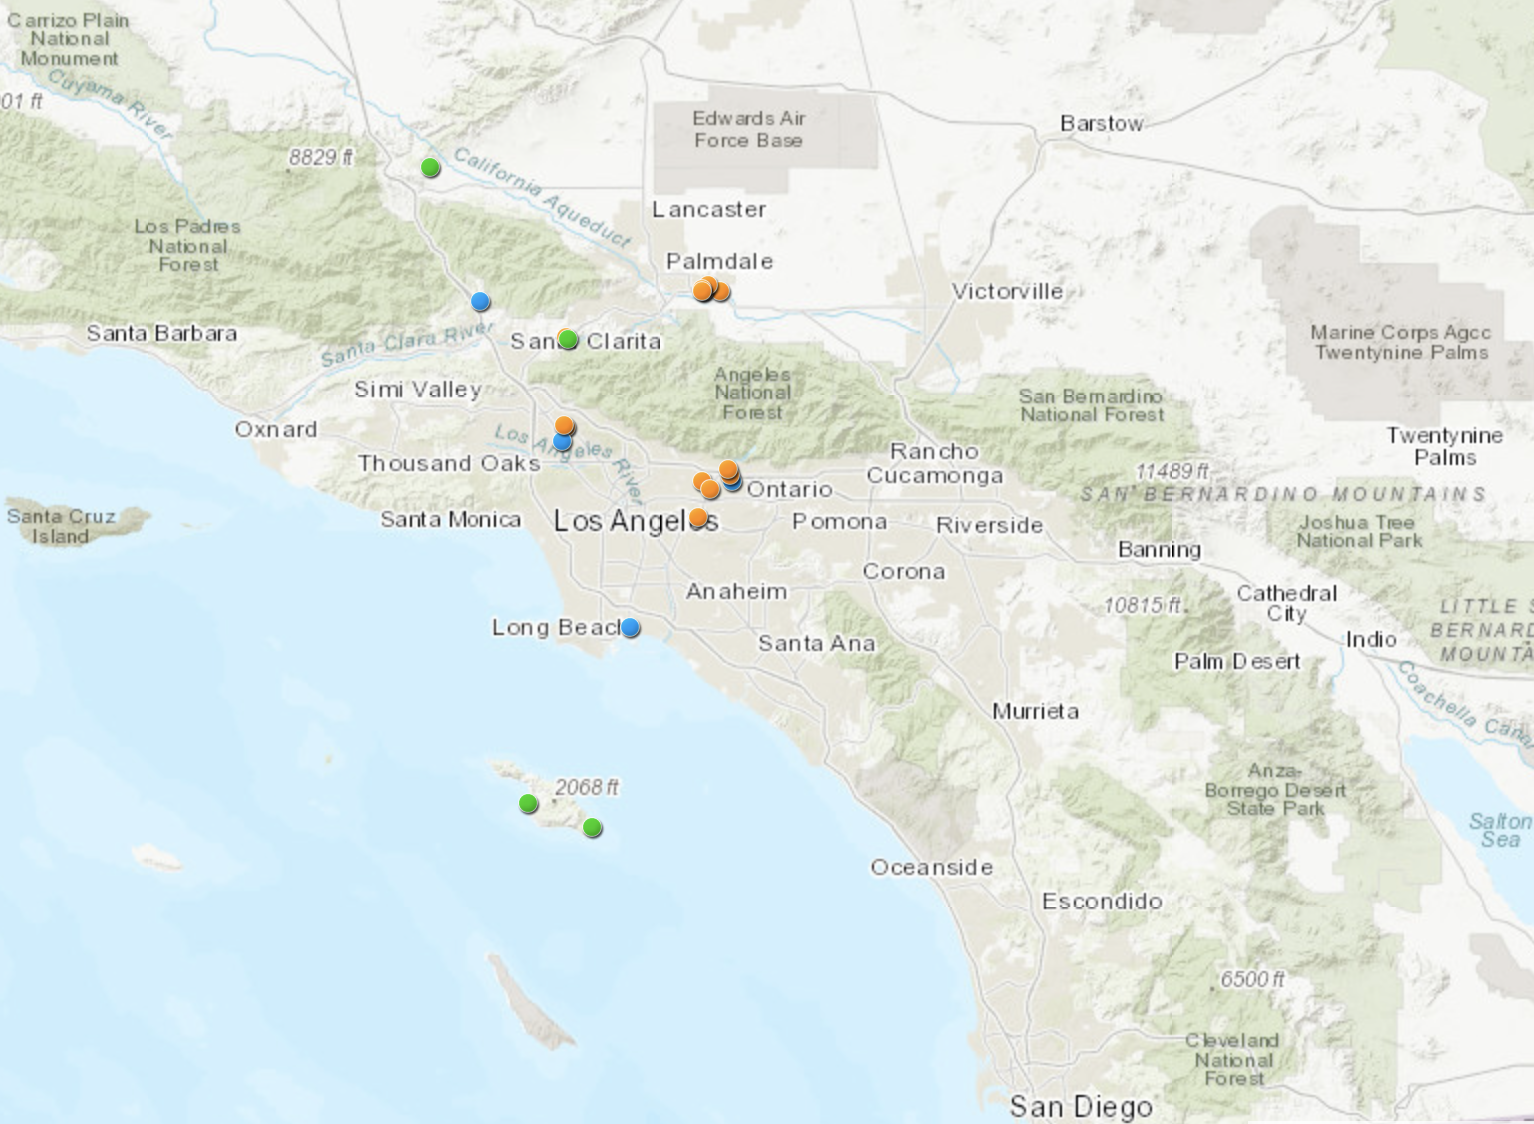 Carrizo Plain
National
Monument
Cuyama River
01 ft
8829 ft
California Aqueduct
Edwards Air
Force Base
Barstow
Lancaster
Los Padres
National
Forest
Palmdale
Victorville
Santa Barbara
Santa Clara River
Santa Clarita
Marine Corps Agcc
Twentynine Palms
Simi Valley
Angeles
National
Forest
San Bernardino
National Forest
Oxnard
Los Angeles River
Thousand Oaks
Rancho
Cucamonga
Twentynine
Palms
11489 ft
SAN BERNARDINO MOUNTAINS
Ontario
Santa Cruz
Island
Santa Monica
Los Angeles
Pomona
Riverside
Joshua Tree
National Park
Banning
Corona
Anaheim
Cathedral
City
10815 ft
LITTLE S
BERNARD
MOUNTA
Long Beach
Santa Ana
Indio
Palm Desert
Coachella Cana
Murrieta
2068 ft
Anza-
Borrego Desert
State Park
Salton
Sea
Oceanside
Escondido
6500 ft
Cleveland
National
Forest
San Diego